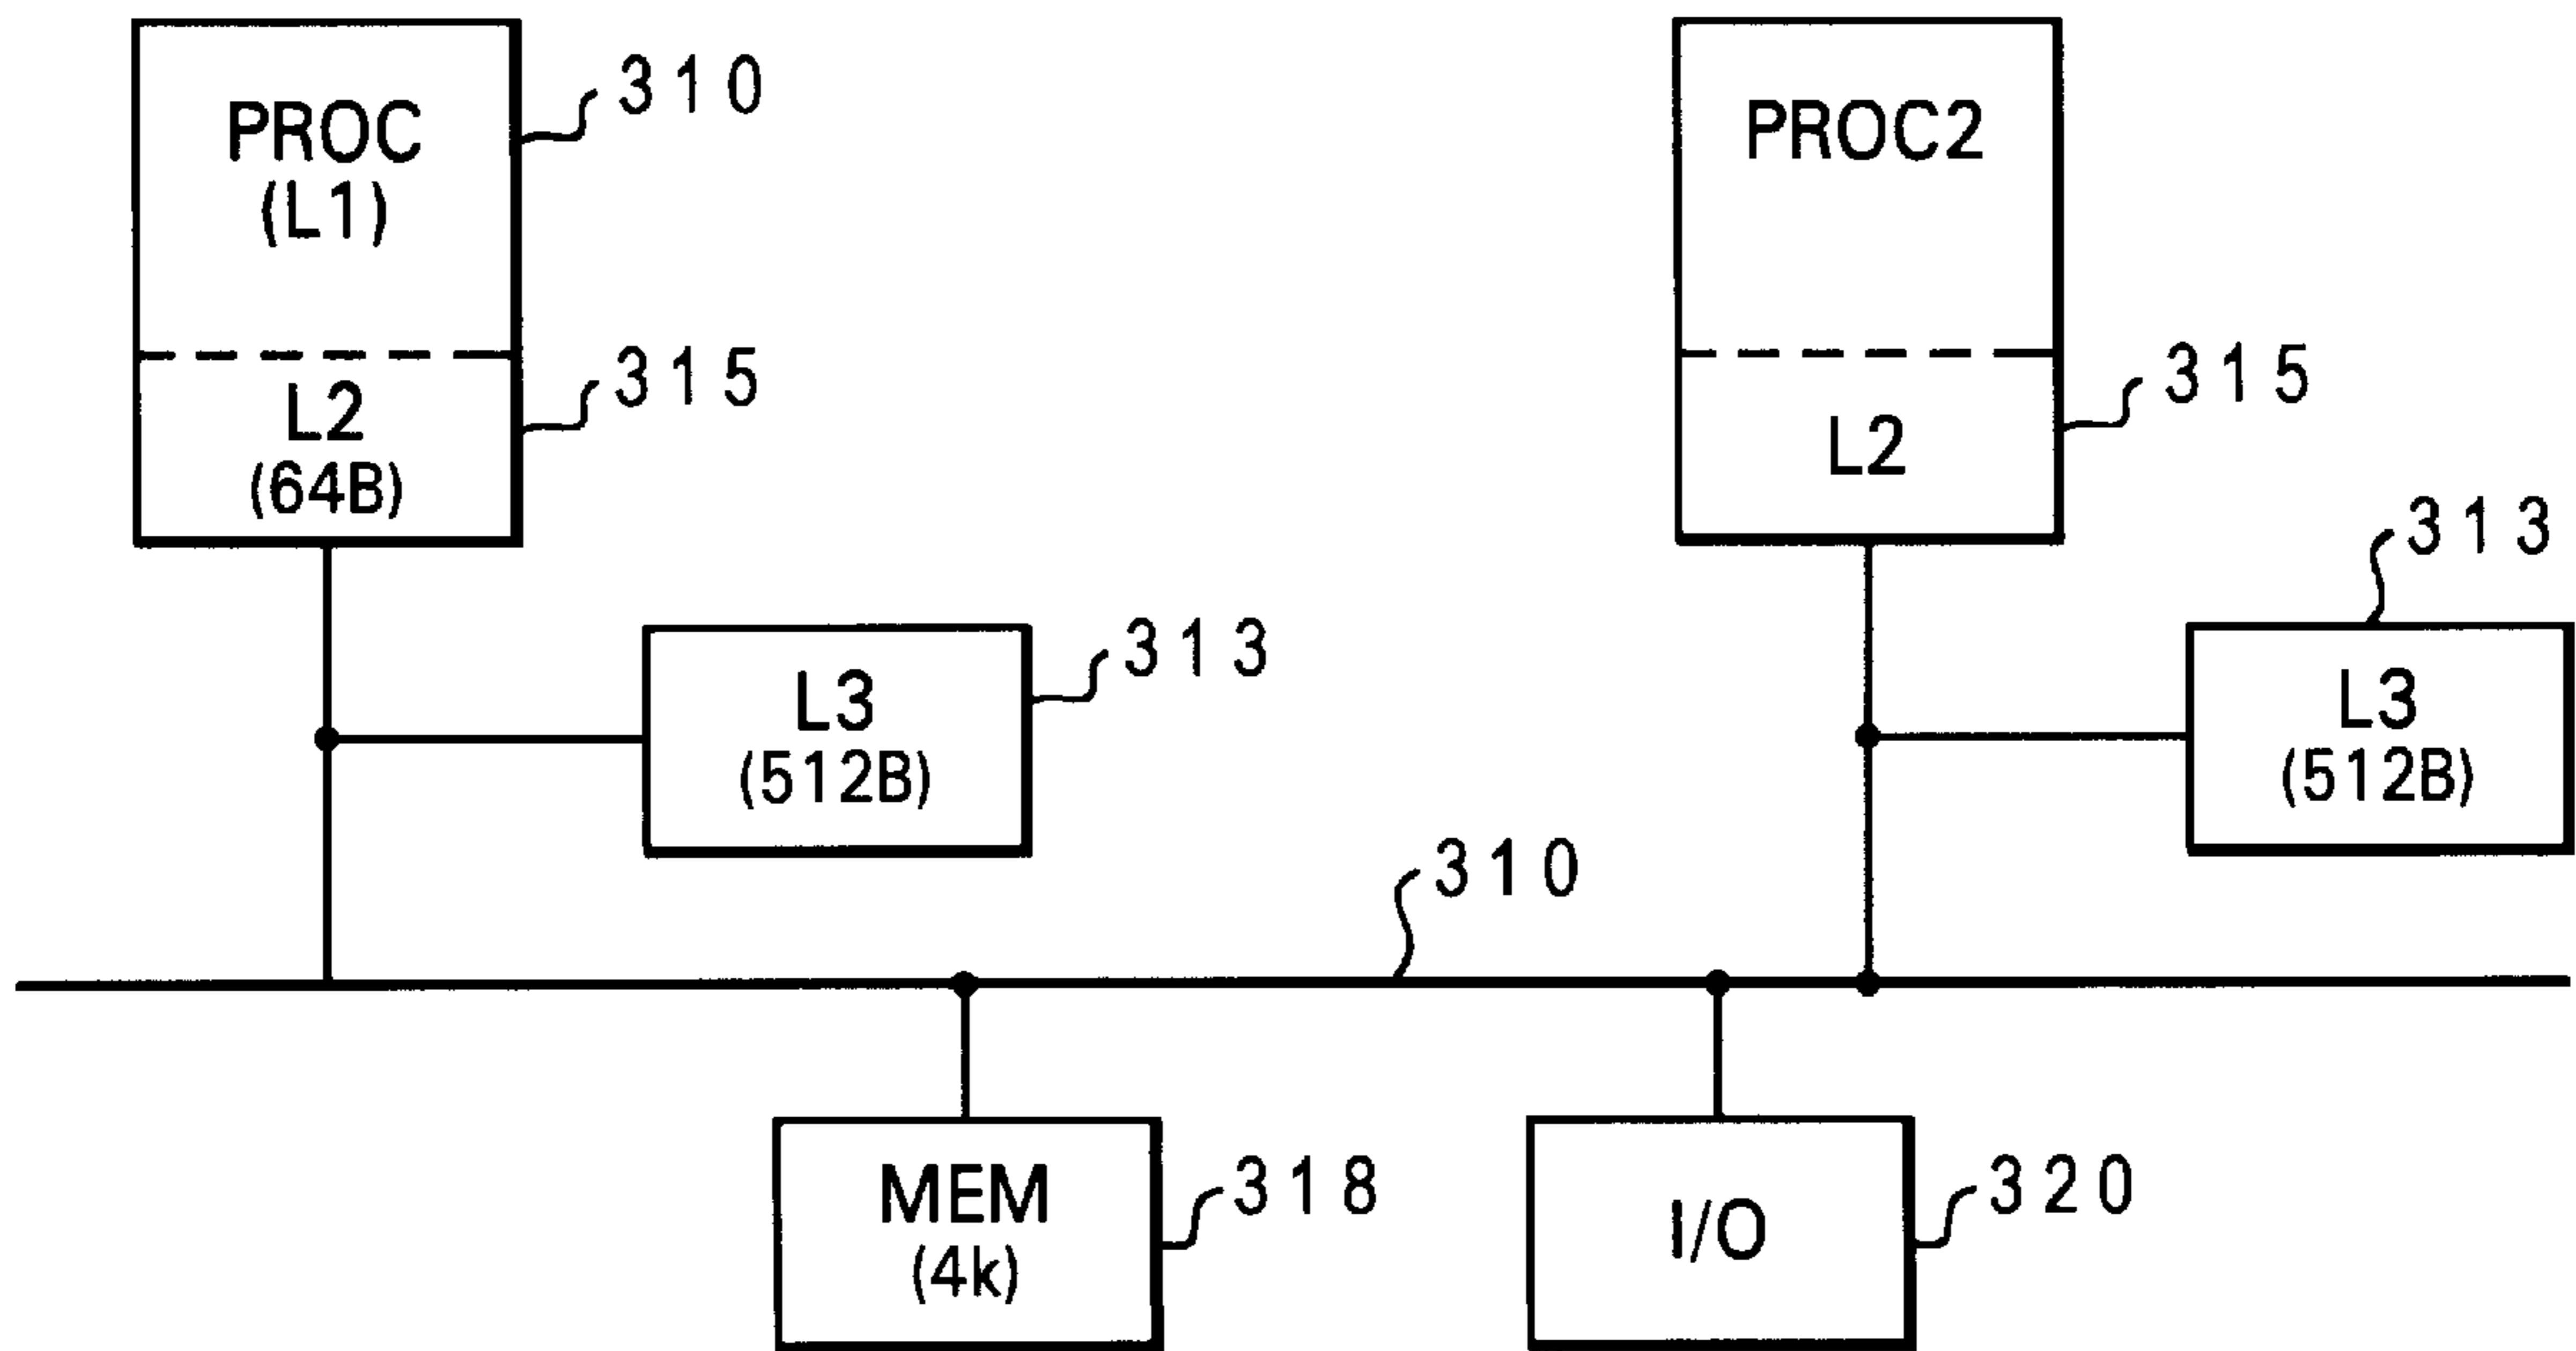 PROC
(L1)
310
L2
(64B)
315
L3
(512B)
313
PROC2
L2
315
L3
(512B)
313
310
MEM
(4k)
318
I/O
320